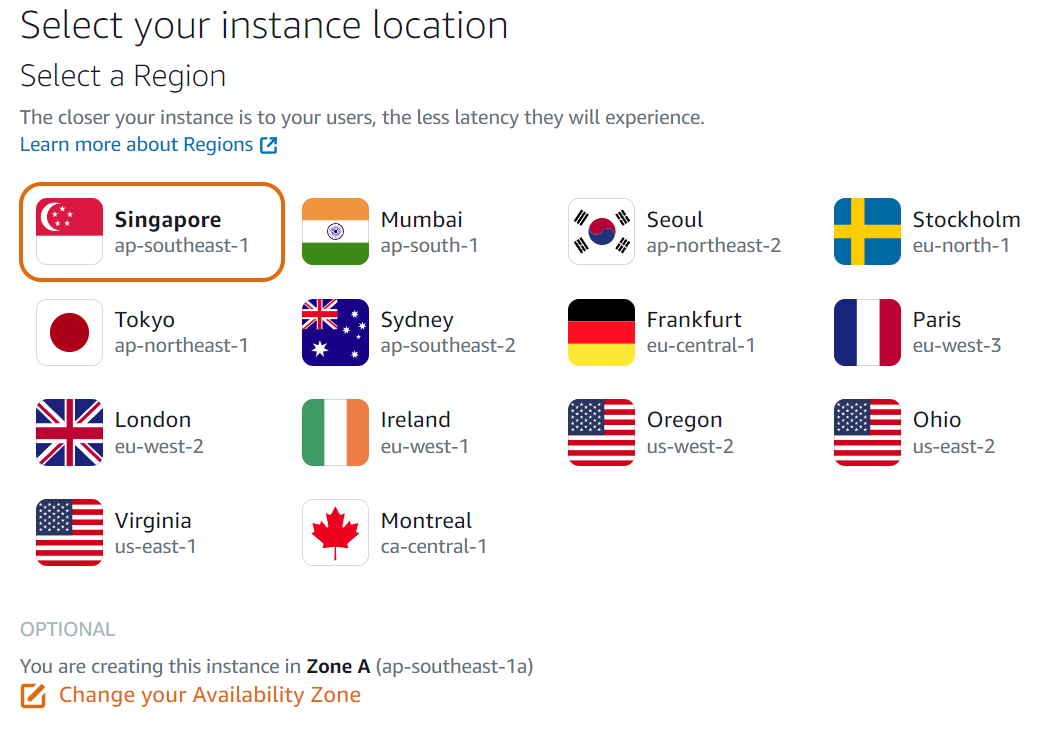 Select your instance location
Select a Region
The closer your instance is to your users, the less latency they will experience.
Learn more about Regions
Singapore
ap-southeast-1
Mumbai
ap-south-1
Seoul
ap-northeast-2
Stockholm
eu-north-1
Tokyo
ap-northeast-1
Sydney
ap-southeast-2
Frankfurt
eu-central-1
Paris
eu-west-3
London
eu-west-2
Ireland
eu-west-1
Oregon
us-west-2
Ohio
us-east-2
Virginia
us-east-1
Montreal
ca-central-1
OPTIONAL
You are creating this instance in Zone A (ap-southeast-1a)
Change your Availability Zone